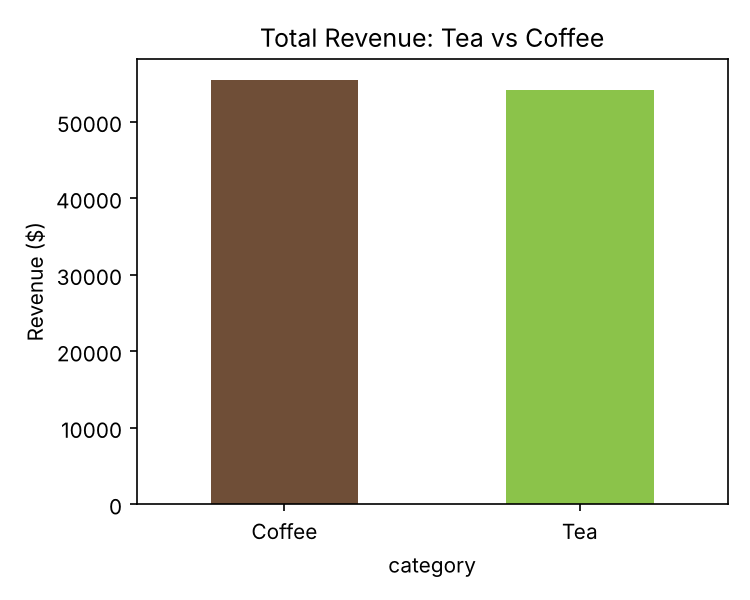 Total Revenue: Tea vs Coffee
Revenue ($)
50000
40000
30000
20000
10000
0
Coffee
Tea
category